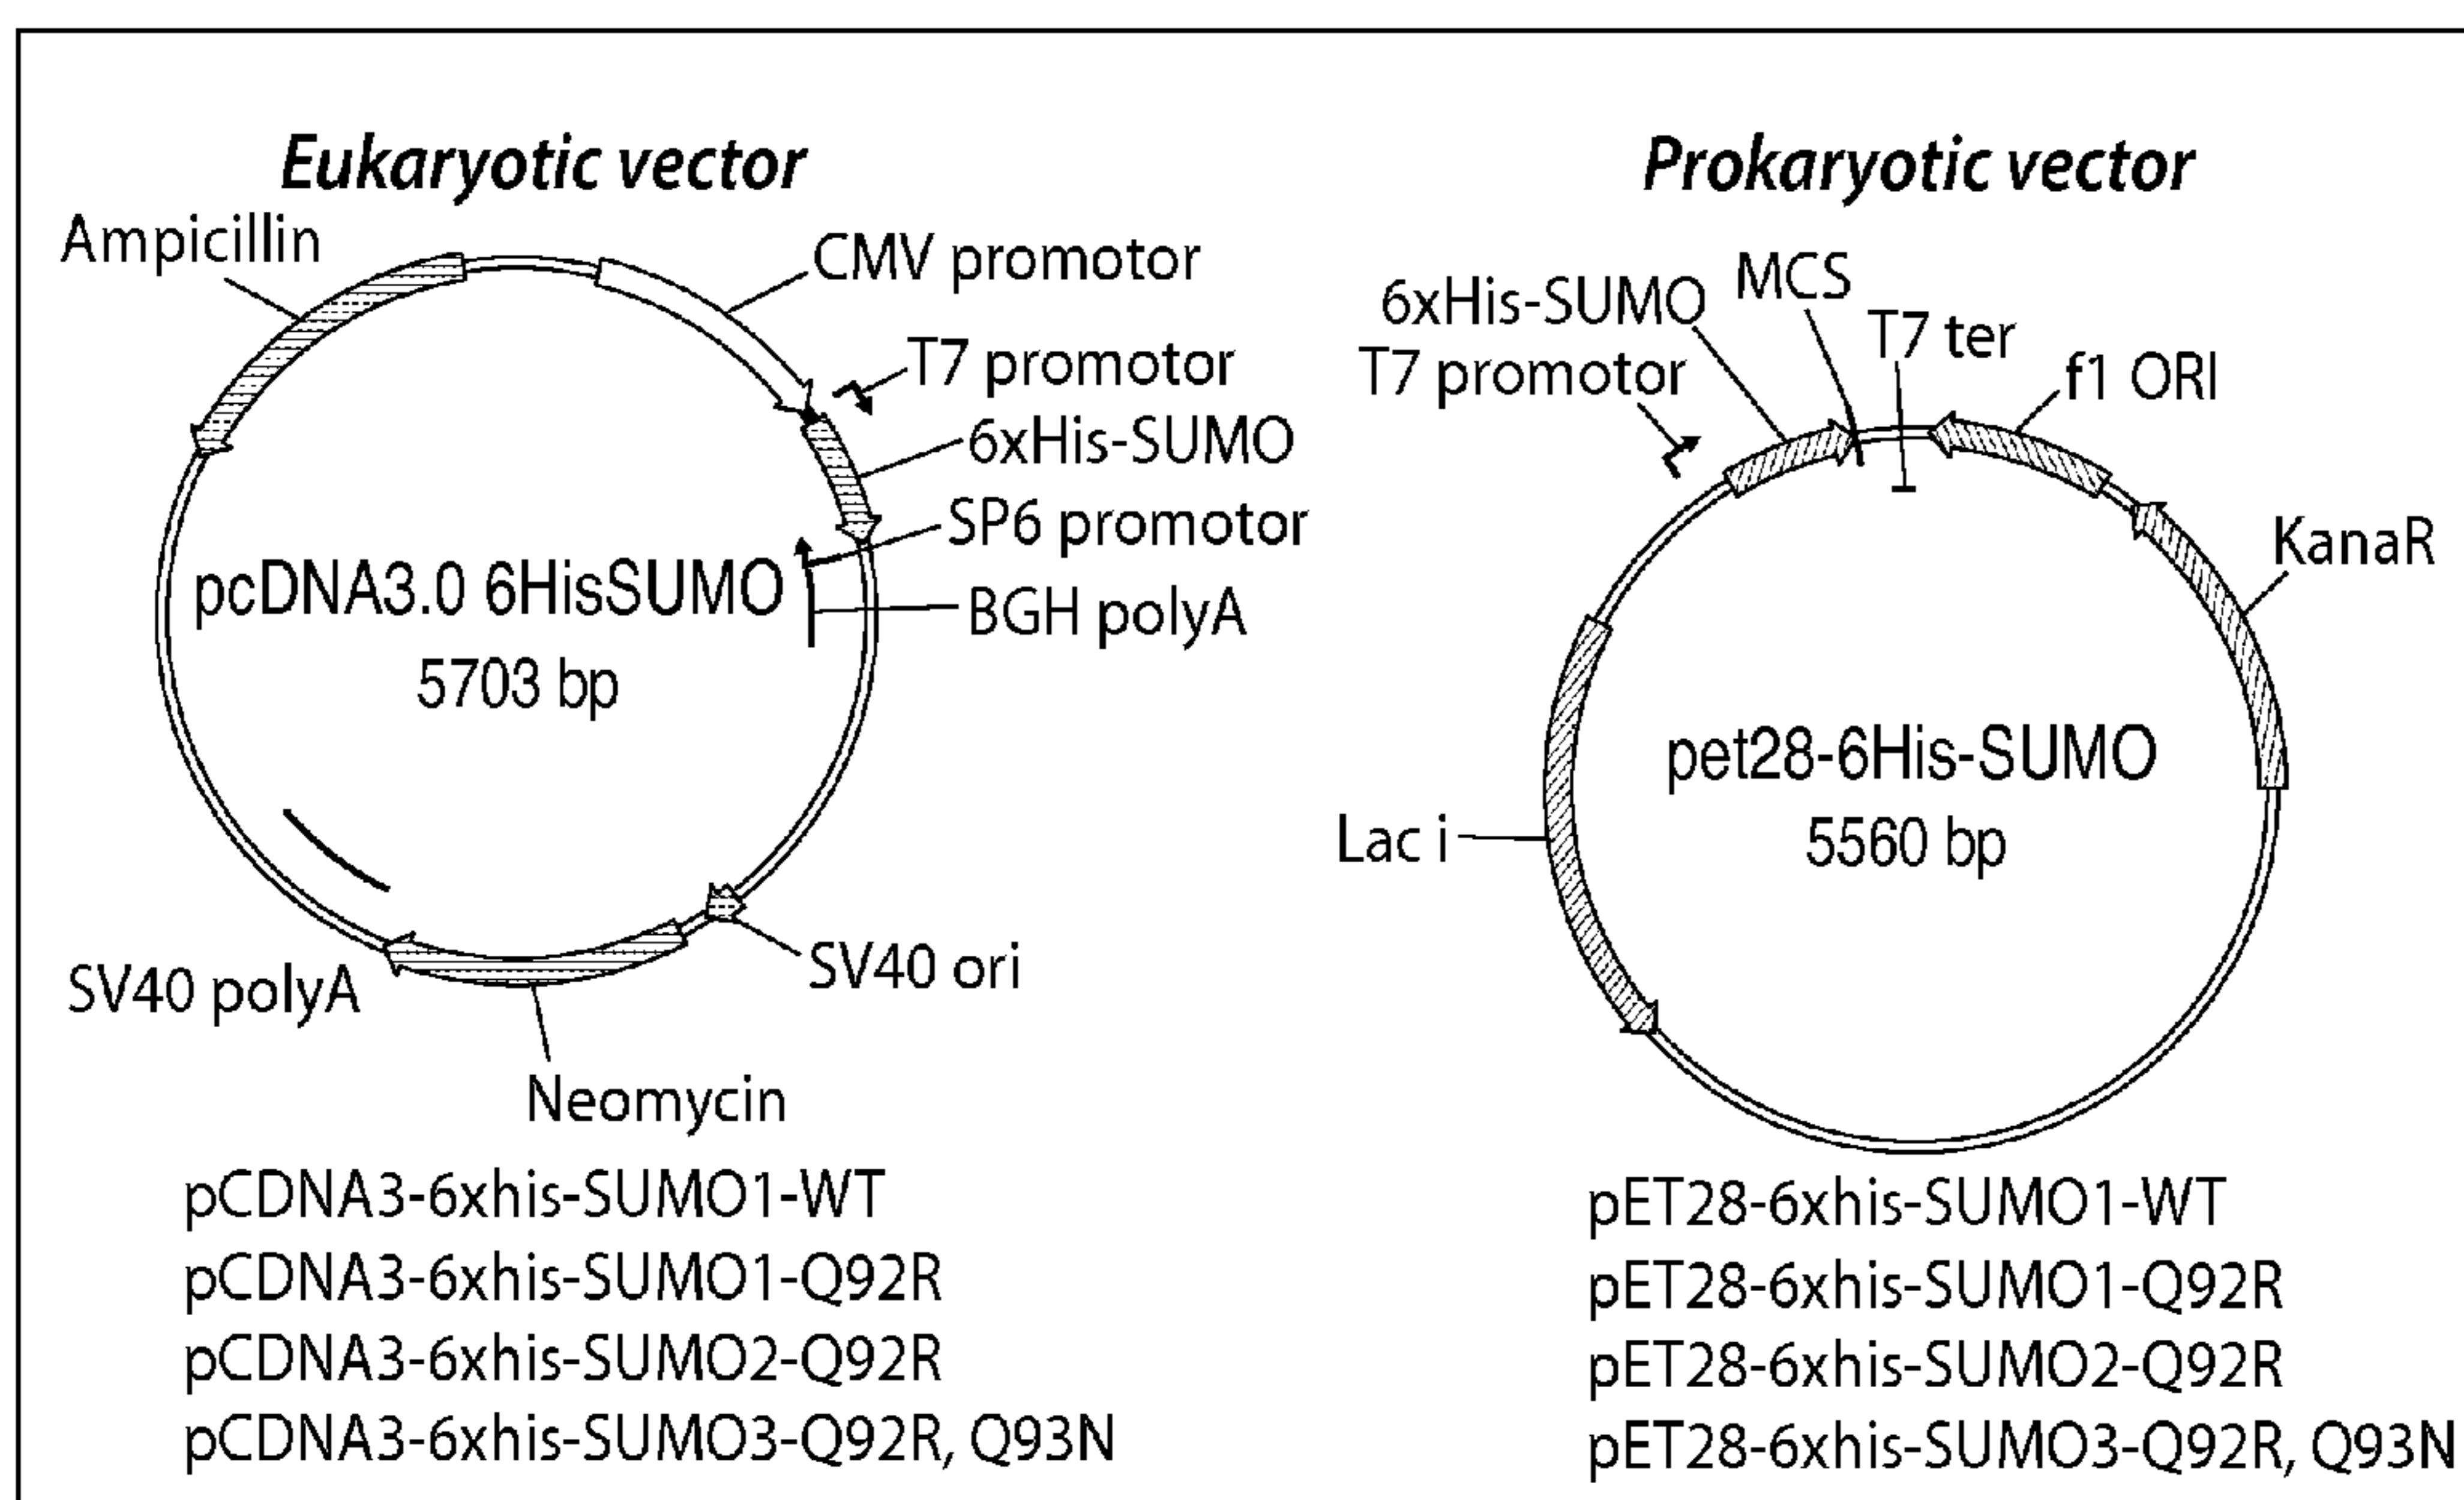 Eukaryotic vector
Ampicillin
CMV promotor
T7 promotor
6xHis-SUMO
SP6 promotor
BGH polyA
pcDNA3.0 6HisSUMO
5703 bp
SV40 ori
SV40 polyA
Neomycin
pCDNA3-6xhis-SUMO1-WT
pCDNA3-6xhis-SUMO1-Q92R
pCDNA3-6xhis-SUMO2-Q92R
pCDNA3-6xhis-SUMO3-Q92R, Q93N
Prokaryotic vector
6xHis-SUMO
MCS
T7 promotor
T7 ter
f1 ORI
KanaR
pet28-6His-SUMO
5560 bp
Lac i
pET28-6xhis-SUMO1-WT
pET28-6xhis-SUMO1-Q92R
pET28-6xhis-SUMO2-Q92R
pET28-6xhis-SUMO3-Q92R, Q93N